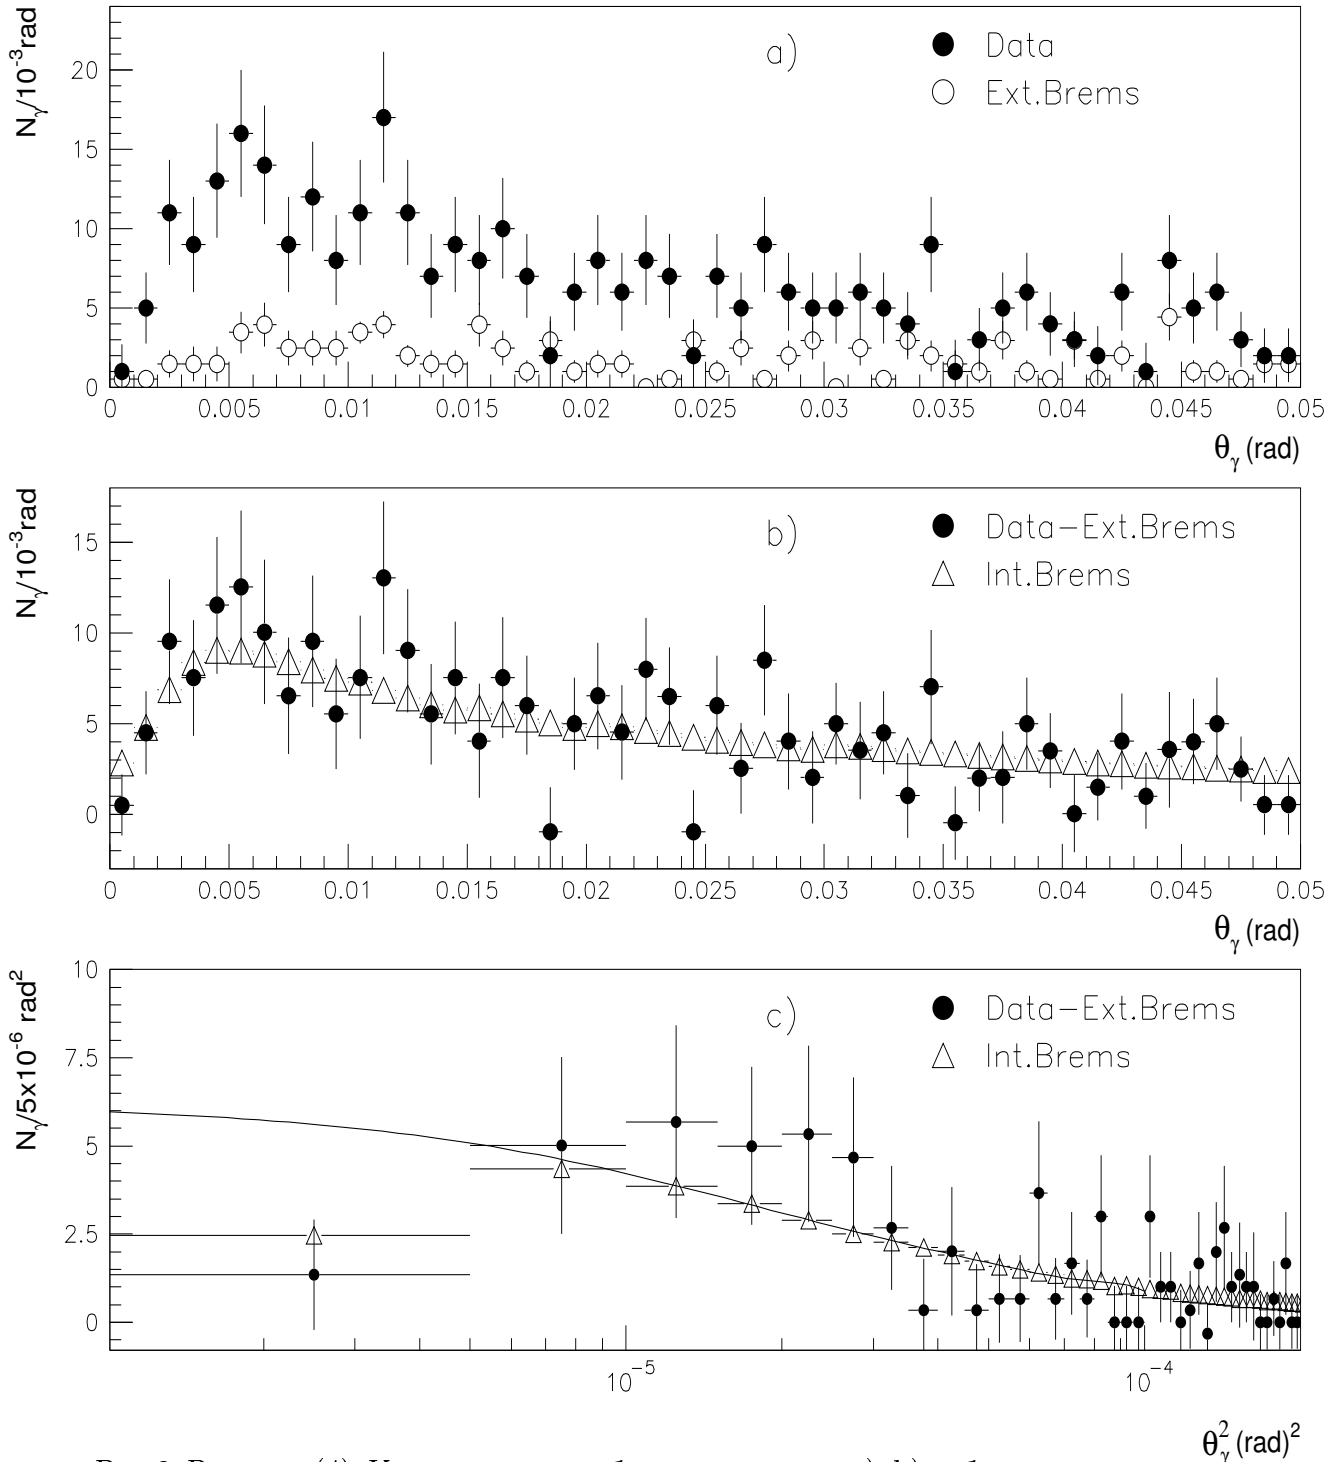 N_γ/10^-3rad
a)
Data
Ext.Brems
20
15
10
5
0
0 0.005 0.01 0.015 0.02 0.025 0.03 0.035 0.04 0.045 0.05
θ_γ (rad)
N_γ/10^-3rad
b)
Data-Ext.Brems
Int.Brems
15
10
5
0
0 0.005 0.01 0.015 0.02 0.025 0.03 0.035 0.04 0.045 0.05
θ_γ (rad)
N_γ/5x10^-6 rad^2
c)
Data-Ext.Brems
Int.Brems
10
7.5
5
2.5
0
10^-5 10^-4
θ_γ^2 (rad)^2